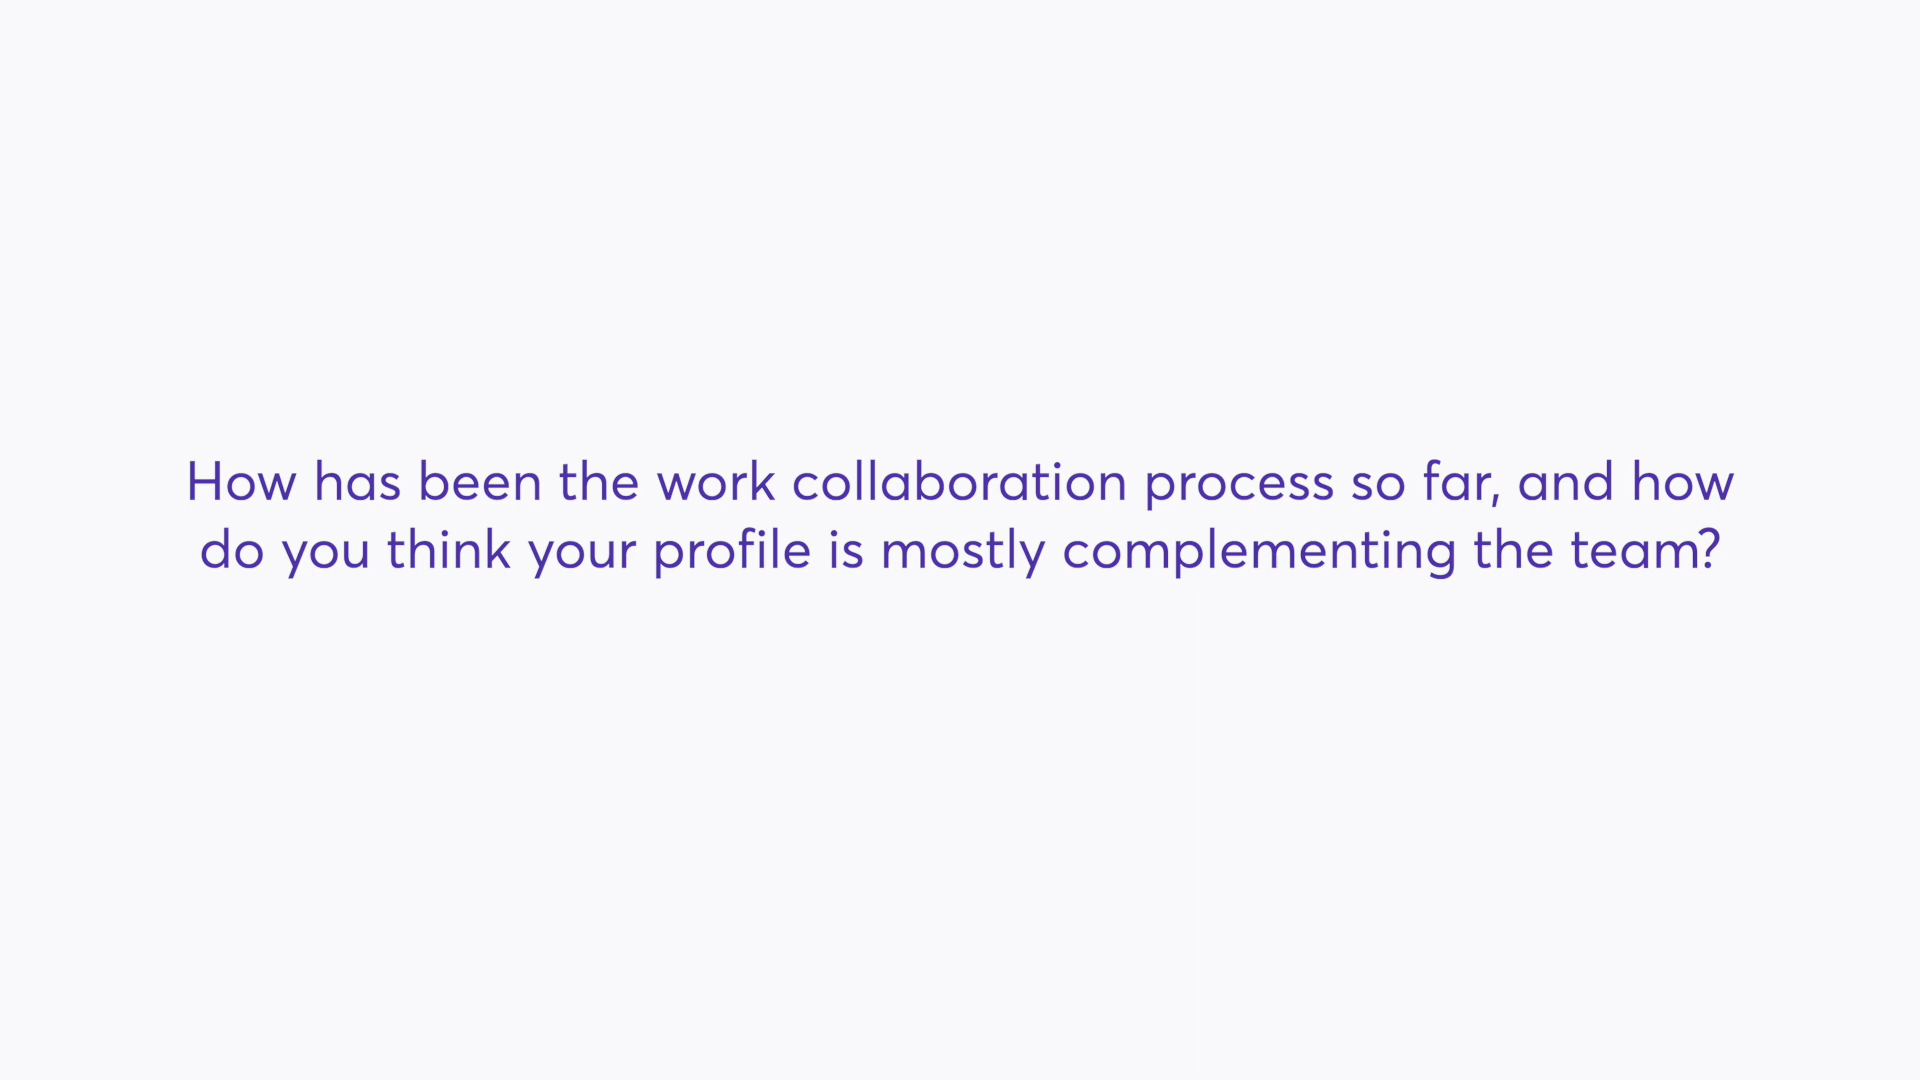 How has been the work collaboration process so far, and how
do you think your profile is mostly complementing the team?